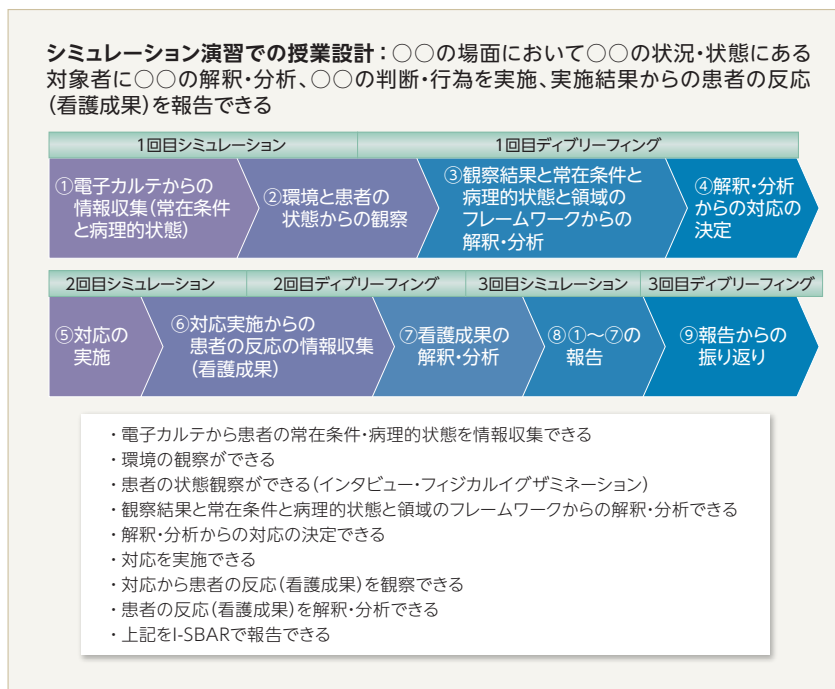 シミュレーション演習での授業設計：○○の場面において○○の状況・状態にある
対象者に○○の解釈・分析、○○の判断・行為を実施、実施結果からの患者の反応
（看護成果）を報告できる
1回目シミュレーション
1回目ディブリーフィング
①電子カルテからの
情報収集（常在条件
と病理的状態）
②環境と患者の
状態からの観察
③観察結果と常在条件と
病理的状態と領域の
フレームワークからの
解釈・分析
④解釈・分析
からの対応の
決定
2回目シミュレーション
2回目ディブリーフィング
3回目シミュレーション
3回目ディブリーフィング
⑤対応の
実施
⑥対応実施からの
患者の反応の情報収集
（看護成果）
⑦看護成果の
解釈・分析
⑧①～⑦の
報告
⑨報告からの
振り返り
・電子カルテから患者の常在条件・病理的状態を情報収集できる
・環境の観察ができる
・患者の状態観察ができる（インタビュー・フィジカルイグザミネーション）
・観察結果と常在条件と病理的状態と領域のフレームワークからの解釈・分析できる
・解釈・分析からの対応の決定できる
・対応を実施できる
・対応から患者の反応（看護成果）を観察できる
・患者の反応（看護成果）を解釈・分析できる
・上記をI-SBARで報告できる